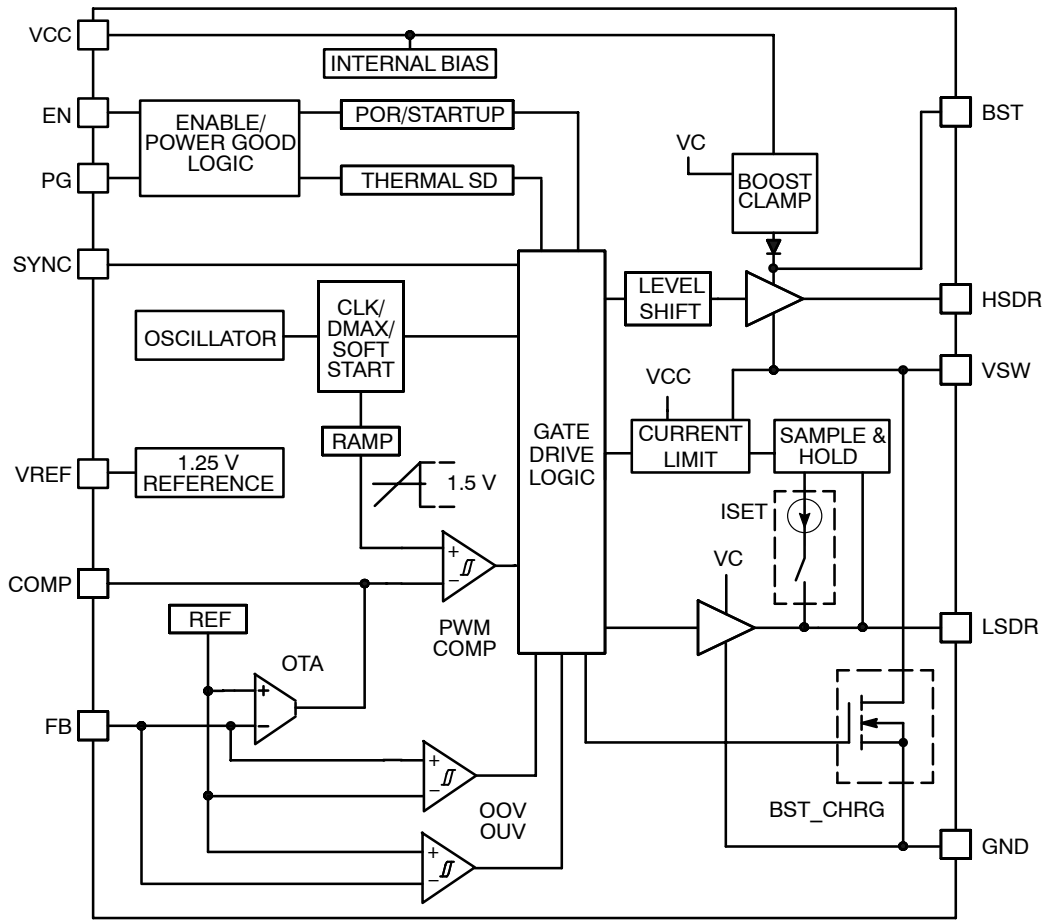 VCC
INTERNAL BIAS
EN
ENABLE/
POWER GOOD
LOGIC
POR/STARTUP
BST
PG
THERMAL SD
VC
BOOST
CLAMP
SYNC
OSCILLATOR
CLK/
DMAX/
SOFT
START
LEVEL
SHIFT
HSDR
VSW
VCC
RAMP
GATE
DRIVE
LOGIC
CURRENT
LIMIT
SAMPLE &
HOLD
VREF
1.25 V
REFERENCE
1.5 V
ISET
+
−
COMP
VC
REF
PWM
COMP
LSDR
OTA
+
−
FB
+
−
OOV
OUV
BST_CHRG
+
−
GND